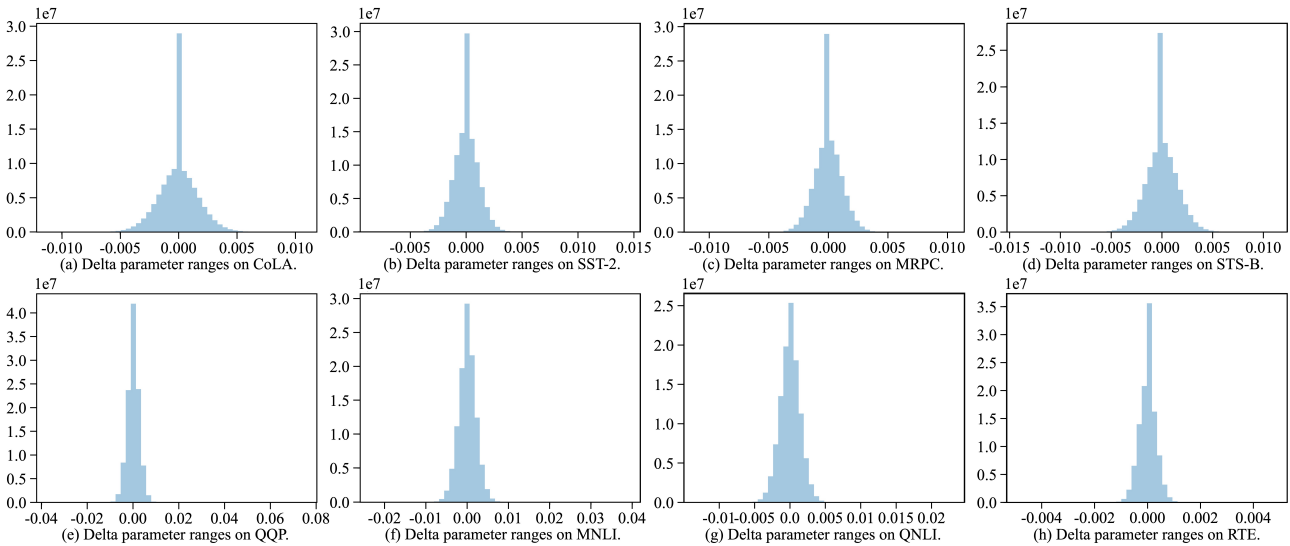 1e7 1e7 1e7 1e7
3.0 3.0 3.0
2.5 2.5 2.5 2.5
2.0 2.0 2.0 2.0
1.5 1.5 1.5 1.5
1.0 1.0 1.0 1.0
0.5 0.5 0.5 0.5
0.0 0.0 0.0 0.0
-0.010 -0.005 0.000 0.005 0.010 -0.005 0.000 0.005 0.010 0.015 -0.010 -0.005 0.000 0.005 0.010 -0.015 -0.010 -0.005 0.000 0.005 0.010
(a) Delta parameter ranges on CoLA. (b) Delta parameter ranges on SST-2. (c) Delta parameter ranges on MRPC. (d) Delta parameter ranges on STS-B.
1e7 1e7 1e7 1e7
4.0 3.0 2.5 3.5
3.5 2.5 2.0 3.0
3.0 2.0 1.5 2.5
2.5 1.5 1.0 2.0
2.0 1.0 0.5 1.5
1.5 0.5 0.0 1.0
1.0 0.0 0.5
0.5 0.0
0.0
-0.04 -0.02 0.00 0.02 0.04 0.06 0.08 -0.02 -0.01 0.00 0.01 0.02 0.03 0.04 -0.01 -0.005 0.0 0.005 0.01 0.015 0.02 -0.004 -0.002 0.000 0.002 0.004
(e) Delta parameter ranges on QQP. (f) Delta parameter ranges on MNLI. (g) Delta parameter ranges on QNLI. (h) Delta parameter ranges on RTE.